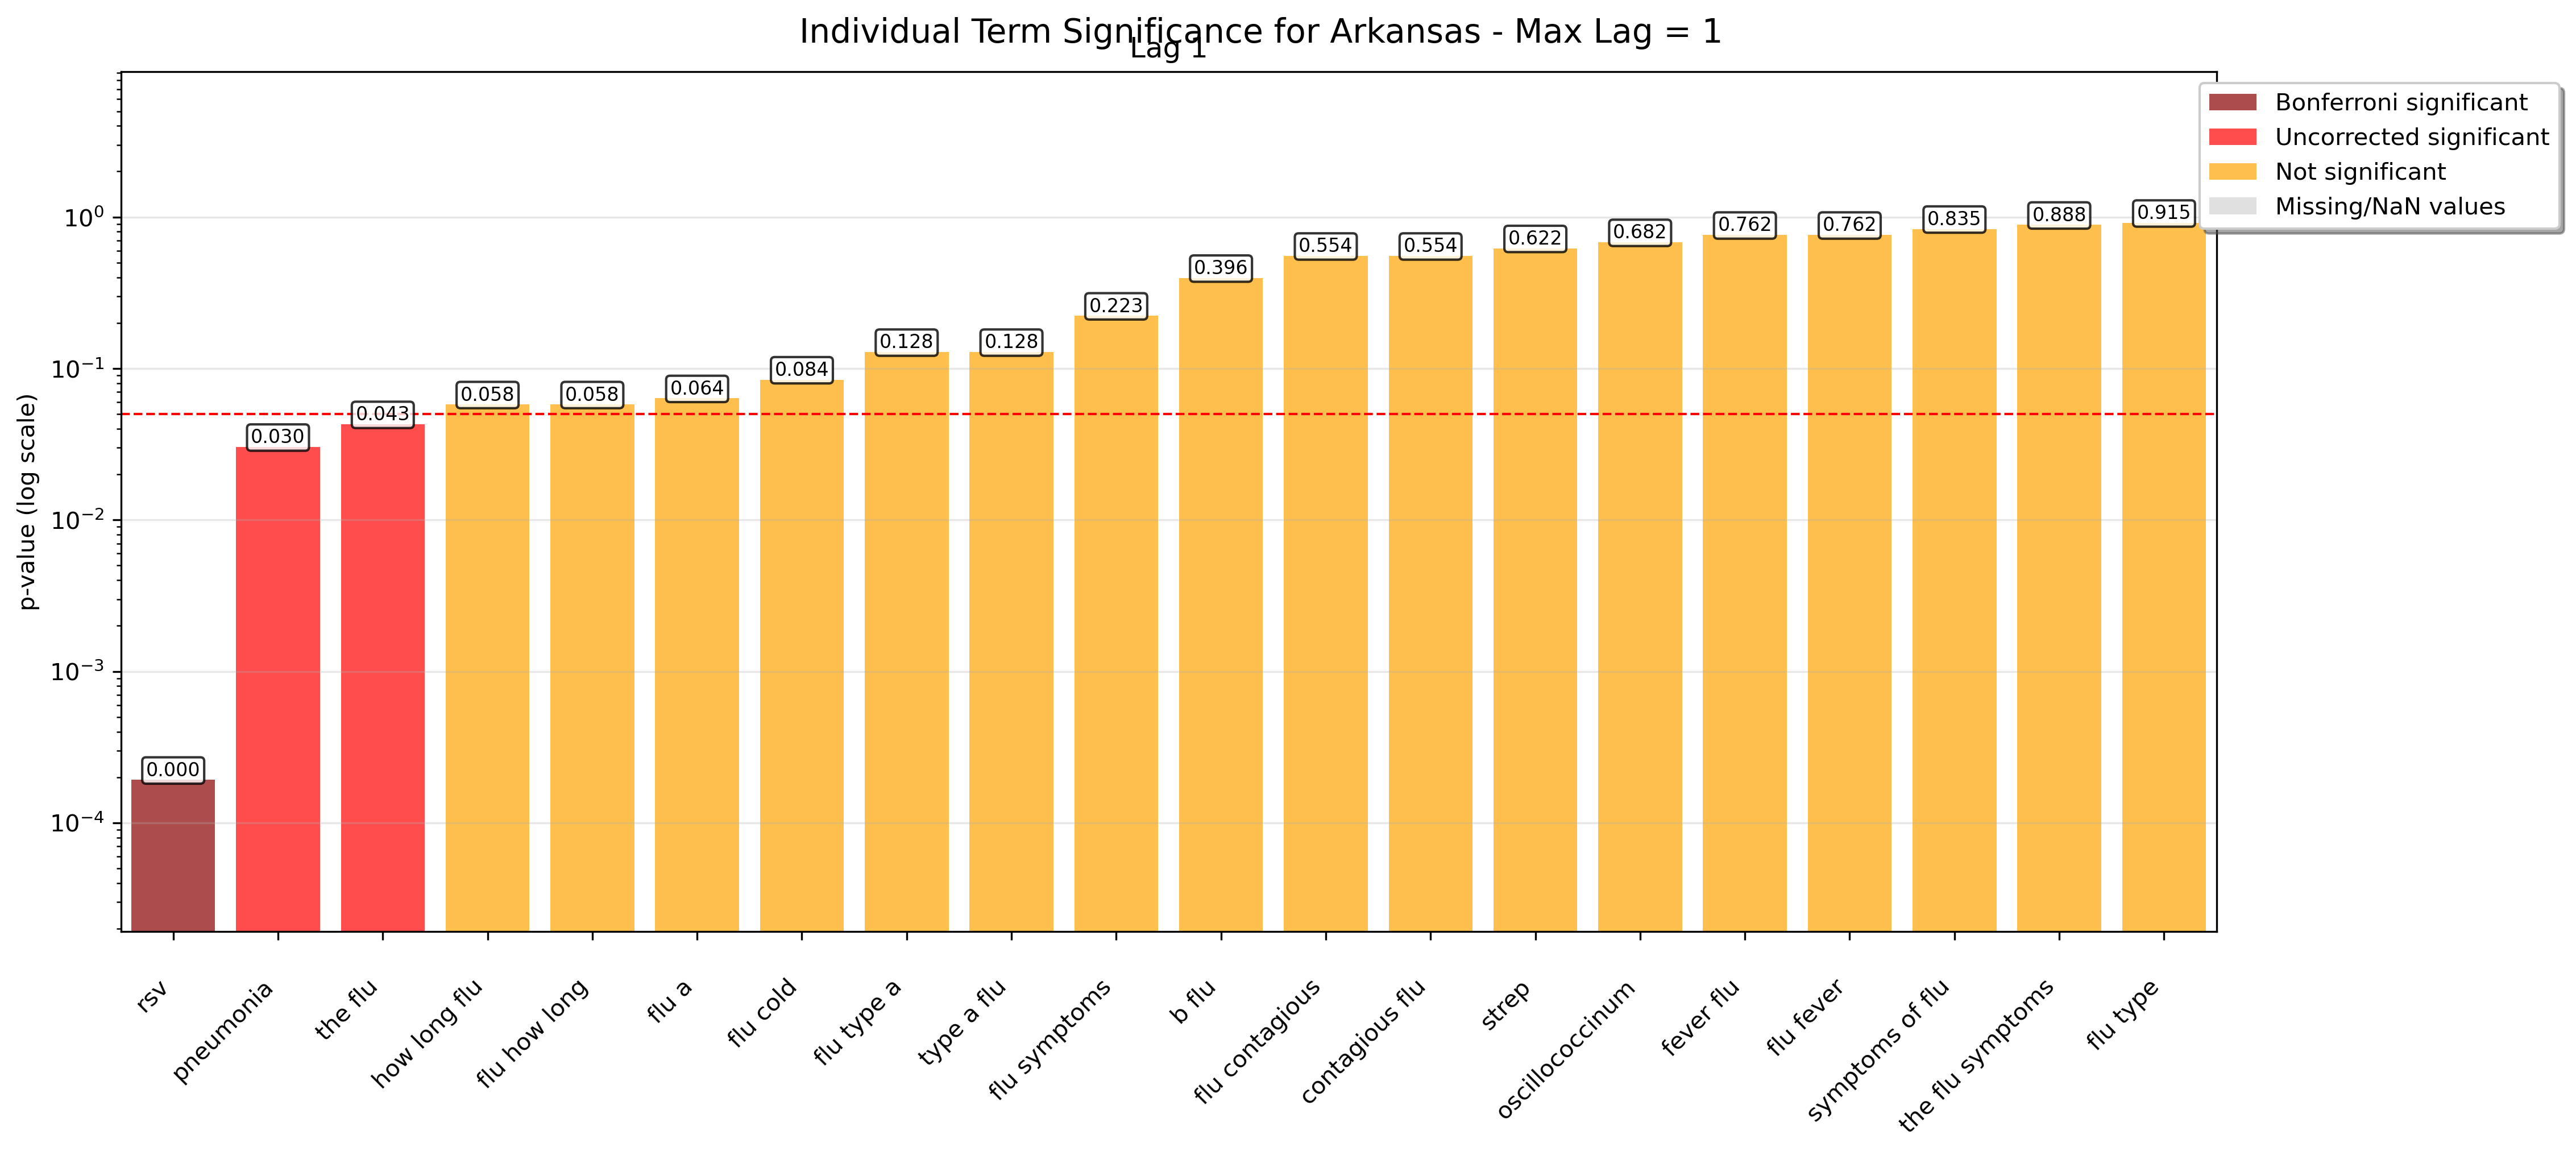 Individual Term Significance for Arkansas - Max Lag = 1
Lag 1
Bonferroni significant
Uncorrected significant
Not significant
Missing/NaN values
p-value (log scale)
10⁰
10⁻¹
10⁻²
10⁻³
10⁻⁴
0.000
0.030
0.043
0.058
0.058
0.064
0.084
0.128
0.128
0.223
0.396
0.554
0.554
0.622
0.682
0.762
0.762
0.835
0.888
0.915
rsv
pneumonia
the flu
how long flu
flu how long
flu a
flu cold
flu type a
type a flu
flu symptoms
b flu
flu contagious
contagious flu
strep
oscillococcinum
fever flu
flu fever
symptoms of flu
the flu symptoms
flu type